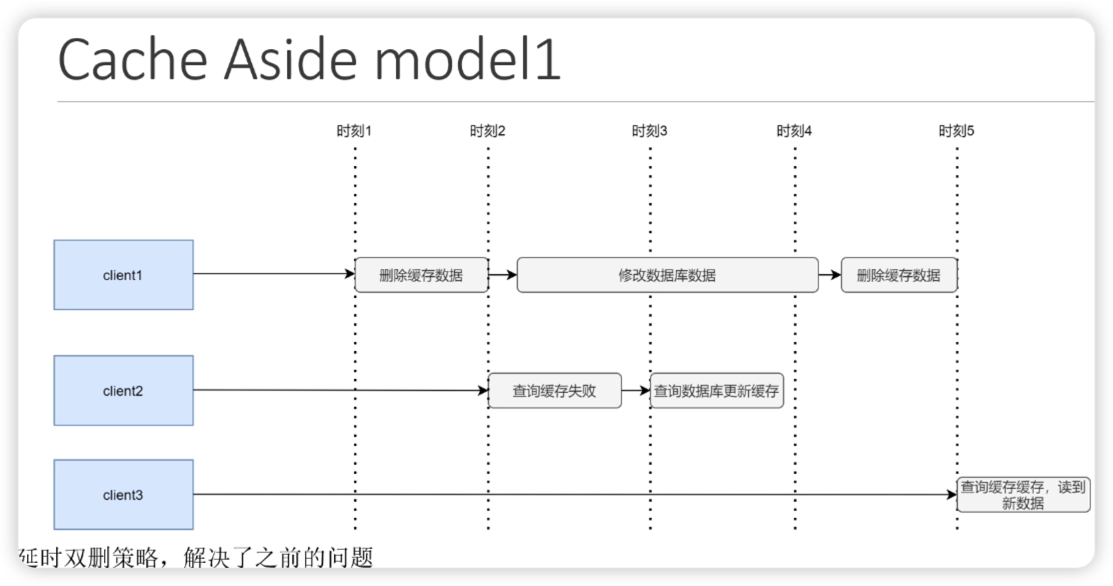 Cache Aside model1
时刻1
时刻2
时刻3
时刻4
时刻5
client1
删除缓存数据
修改数据库数据
删除缓存数据
client2
查询缓存失败
查询数据库更新缓存
client3
查询缓存缓存，读到
新数据
延时双删策略，解决了之前的问题